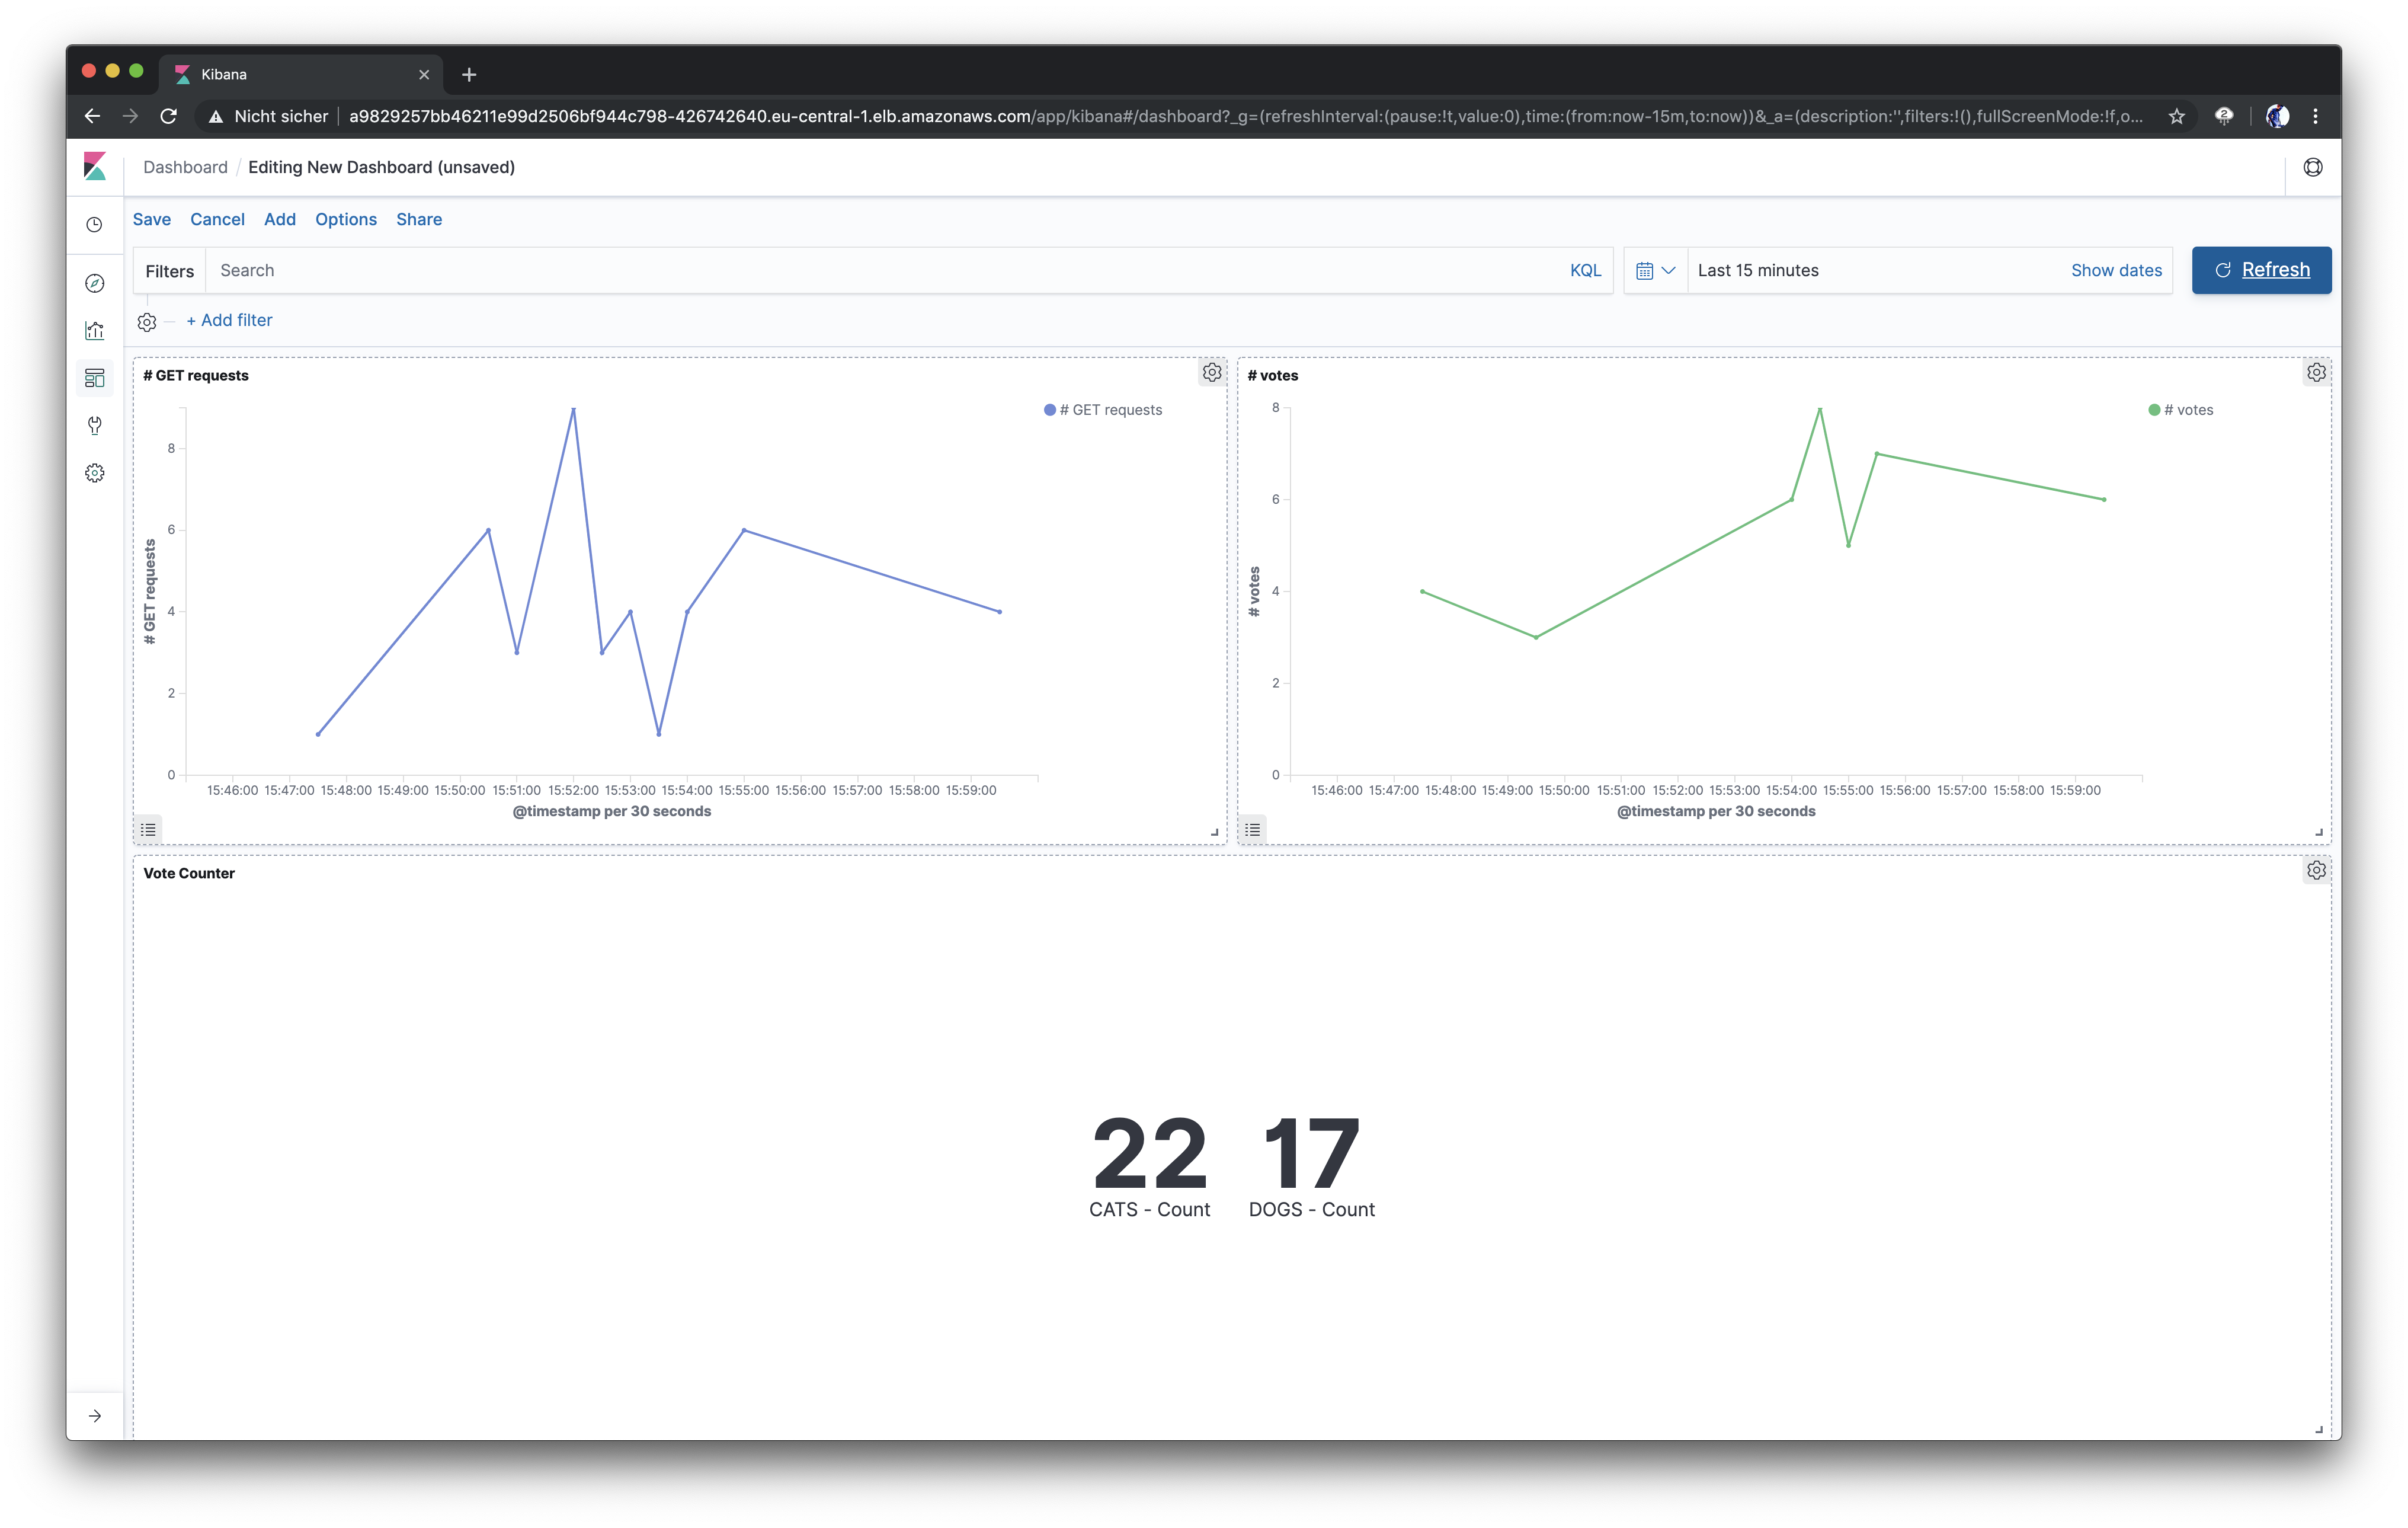 Kibana
Nicht sicher a9829257bb46211e99d2506bf944c798-426742640.eu-central-1.elb.amazonaws.com/app/kibana#/dashboard?_g=(refreshInterval:(pause:!t,value:0),time:(from:now-15m,to:now))&_a=(description:'',filters:!(),fullScreenMode:!f,o...
2
Dashboard / Editing New Dashboard (unsaved)
Save Cancel Add Options Share
Filters Search KQL Last 15 minutes Show dates Refresh
+ Add filter
# GET requests
# GET requests
8
6
4
2
0
# GET requests
15:46:00 15:47:00 15:48:00 15:49:00 15:50:00 15:51:00 15:52:00 15:53:00 15:54:00 15:55:00 15:56:00 15:57:00 15:58:00 15:59:00
@timestamp per 30 seconds
# votes
# votes
8
6
4
2
0
# votes
15:46:00 15:47:00 15:48:00 15:49:00 15:50:00 15:51:00 15:52:00 15:53:00 15:54:00 15:55:00 15:56:00 15:57:00 15:58:00 15:59:00
@timestamp per 30 seconds
Vote Counter
22 17
CATS - Count DOGS - Count